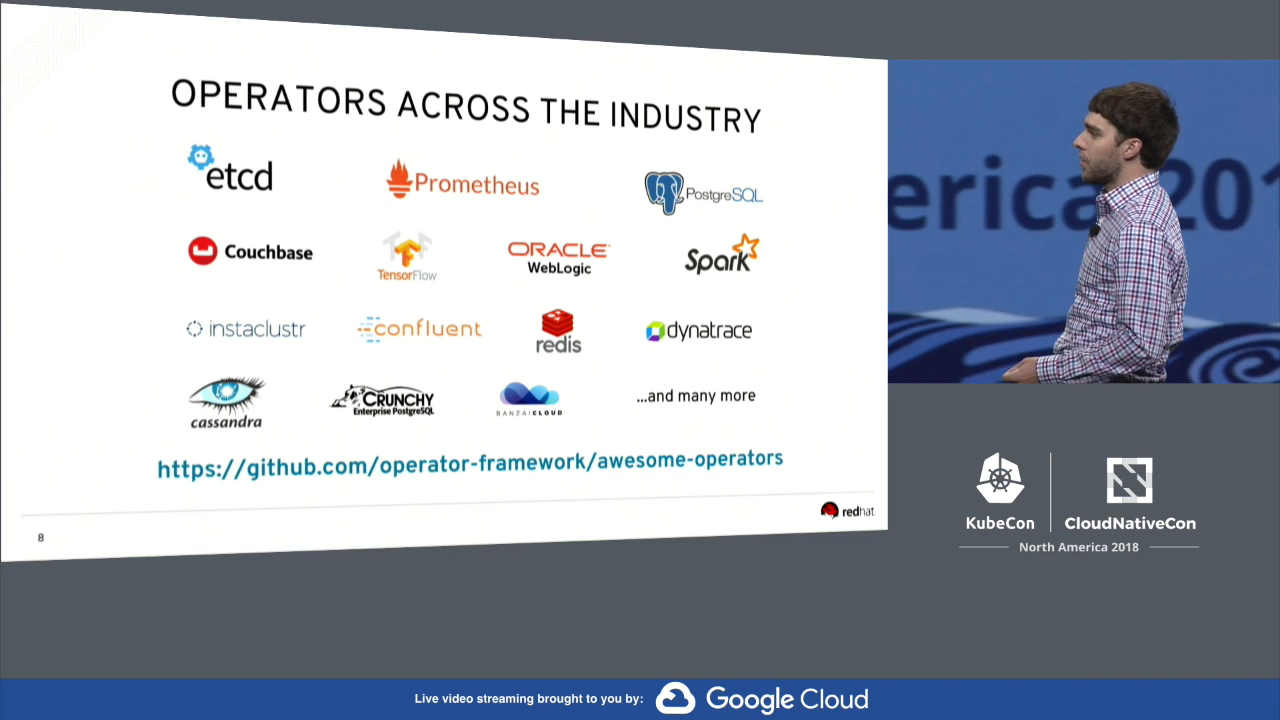 OPERATORS ACROSS THE INDUSTRY
etcd
Prometheus
PostgreSQL
Couchbase
TensorFlow
ORACLE
WebLogic
Spark
instaclustr
confluent
redis
dynatrace
cassandra
CRUNCHY
Enterprise PostgreSQL
BANZAICLOUD
...and many more
https://github.com/operator-framework/awesome-operators
8
redhat
erica 201
KubeCon
CloudNativeCon
North America 2018
Live video streaming brought to you by:
Google Cloud